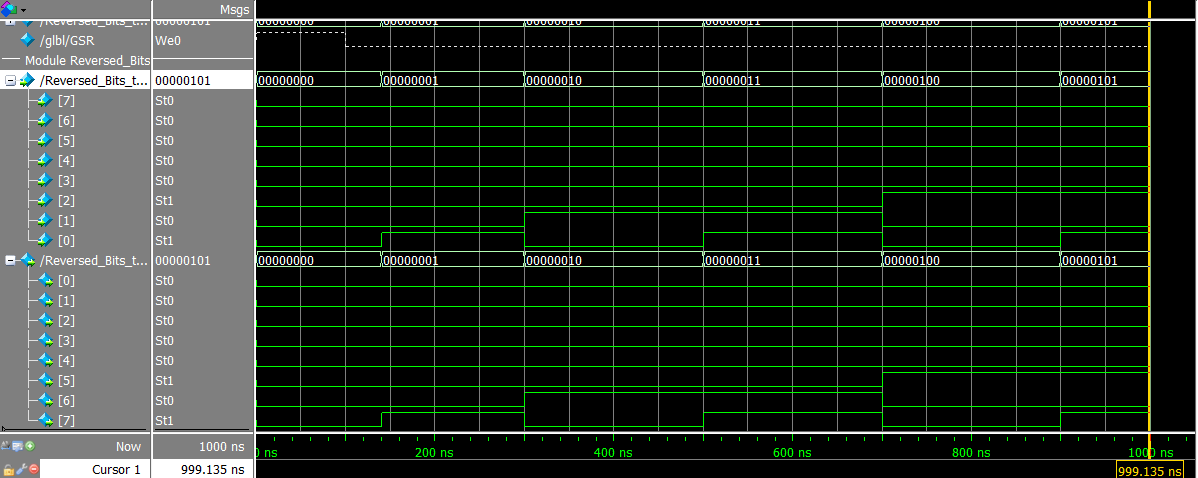 Msgs
/Reversed_Bits_t... 00000101 00000000 00000001 00000010 00000011 00000100 00000101
/glbl/GSR We0
Module Reversed_Bits
/Reversed_Bits_t... 00000101 00000000 00000001 00000010 00000011 00000100 00000101
[7] St0
[6] St0
[5] St0
[4] St0
[3] St0
[2] St1
[1] St0
[0] St1
/Reversed_Bits_t... 00000101 00000000 00000001 00000010 00000011 00000100 00000101
[0] St0
[1] St0
[2] St0
[3] St0
[4] St0
[5] St1
[6] St0
[7] St1
Now 1000 ns ns 200 ns 400 ns 600 ns 800 ns 1000 ns
Cursor 1 999.135 ns 999.135 ns